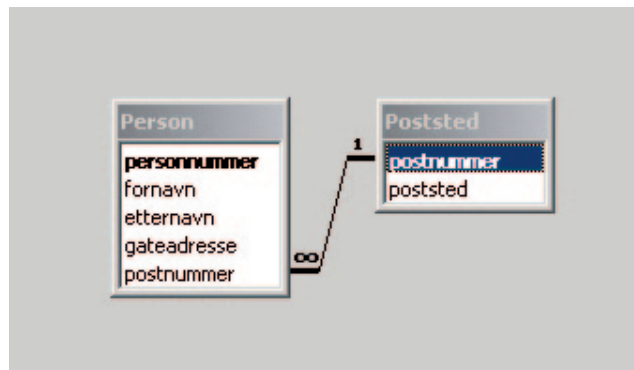 Person
personnummer
fornavn
etternavn
gateadresse
postnummer
∞
1
Poststed
postnummer
poststed